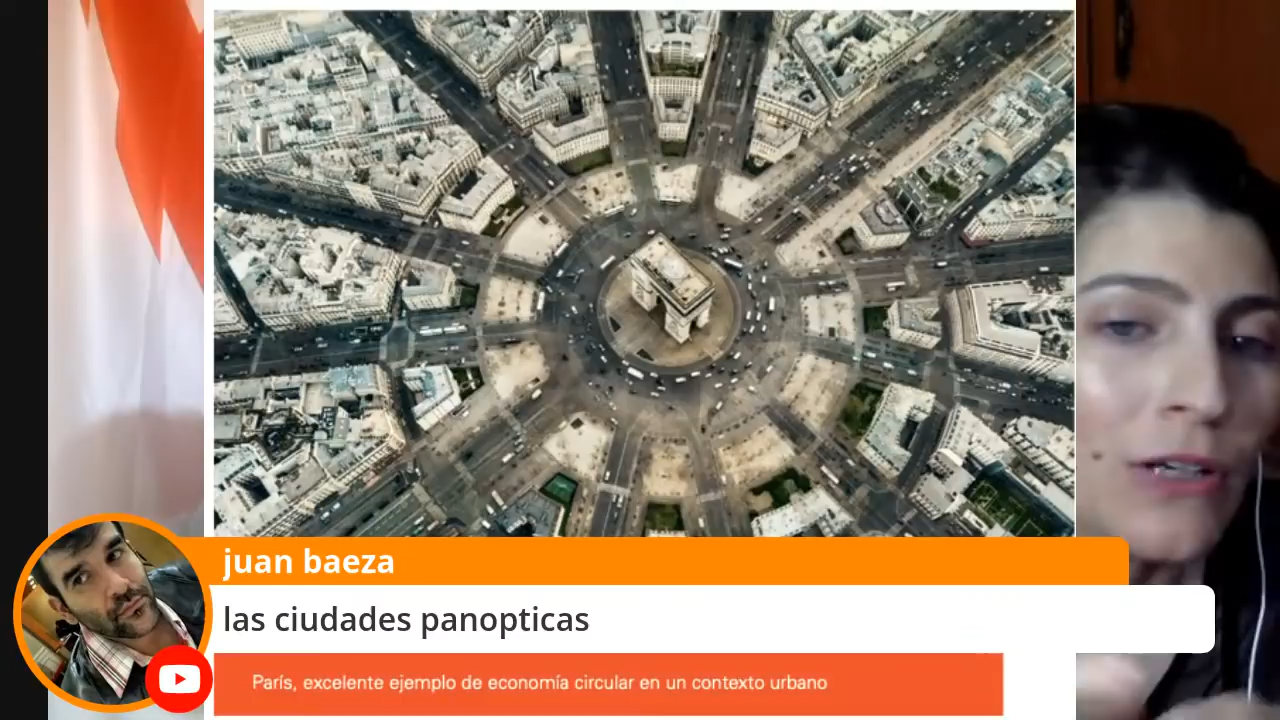 juan baeza
las ciudades panopticas
París, excelente ejemplo de economía circular en un contexto urbano